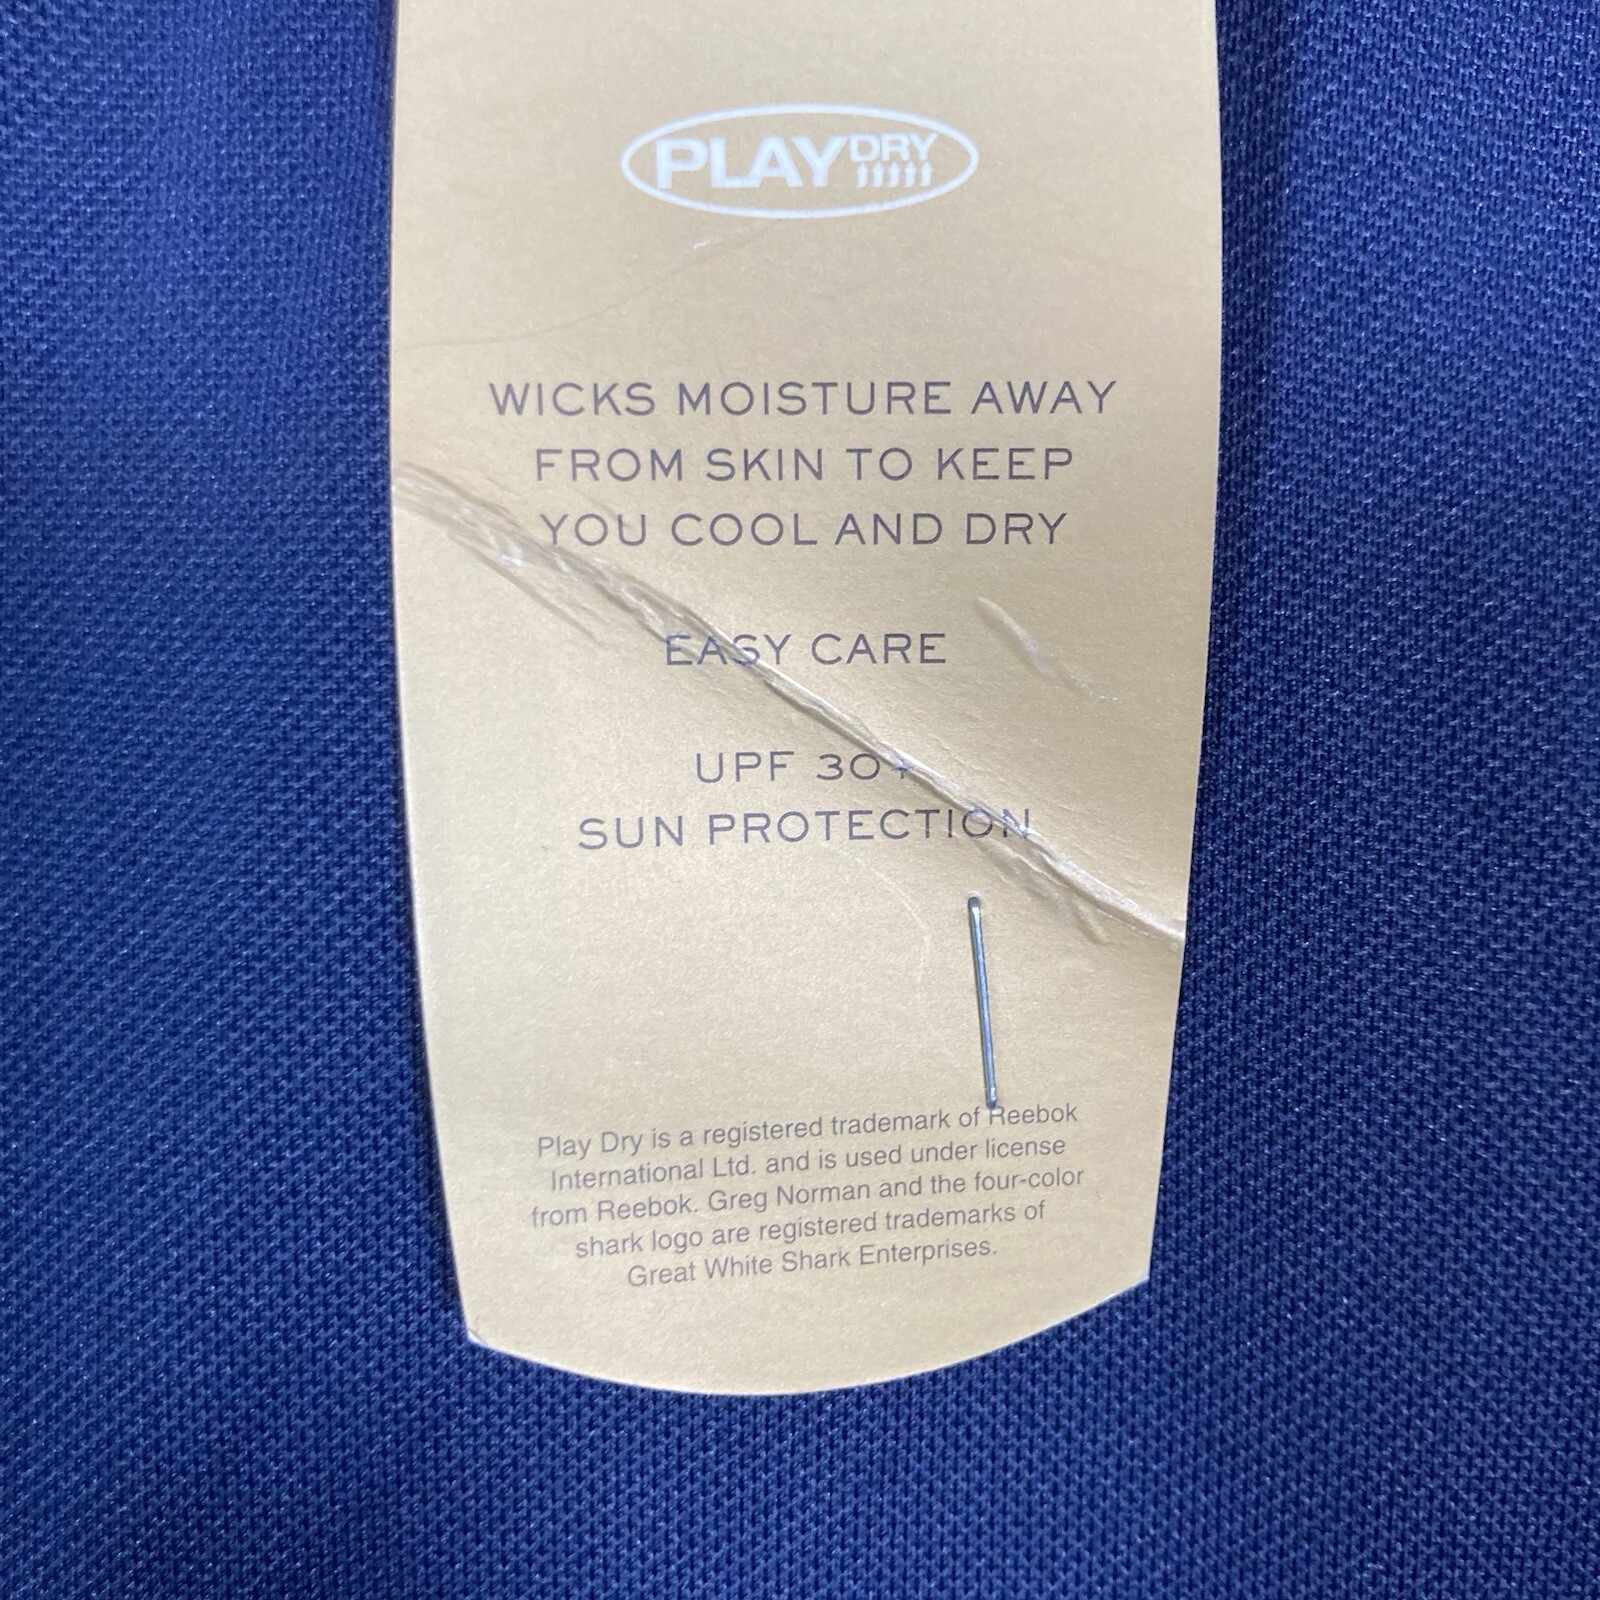 PLAY DRY
WICKS MOISTURE AWAY
FROM SKIN TO KEEP
YOU COOL AND DRY
EASY CARE
UPF 30+
SUN PROTECTION
Play Dry is a registered trademark of Reebok
International Ltd. and is used under license
from Reebok. Greg Norman and the four-color
shark logo are registered trademarks of
Great White Shark Enterprises.